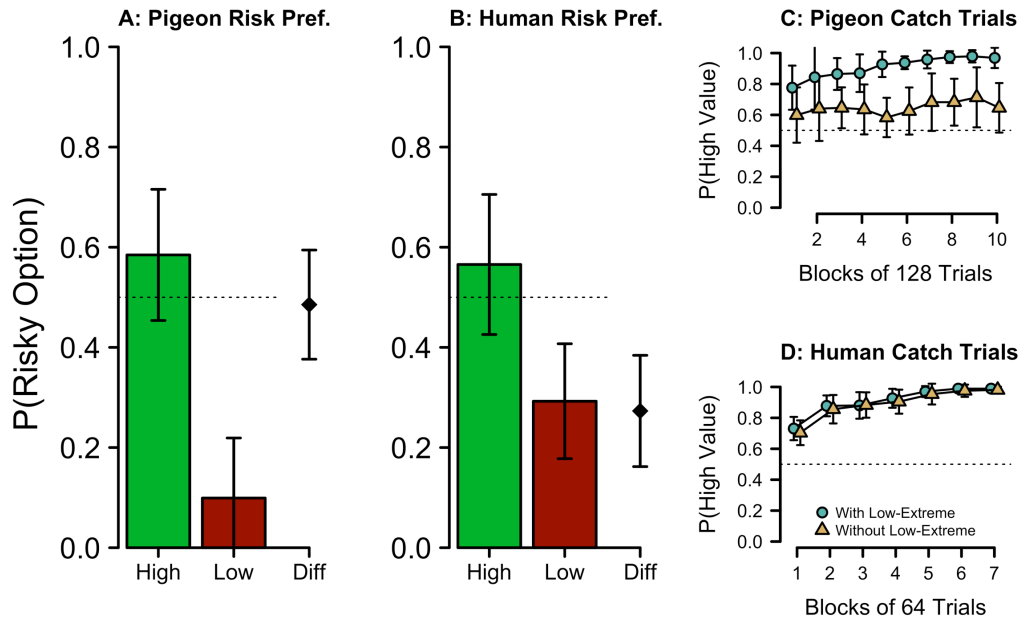 A: Pigeon Risk Pref.
P(Risky Option)
1.0
0.8
0.6
0.4
0.2
0.0
High Low Diff
B: Human Risk Pref.
1.0
0.8
0.6
0.4
0.2
0.0
High Low Diff
C: Pigeon Catch Trials
P(High Value)
1.0
0.8
0.6
0.4
0.2
0.0
2 4 6 8 10
Blocks of 128 Trials
D: Human Catch Trials
P(High Value)
1.0
0.8
0.6
0.4
0.2
0.0
With Low-Extreme
Without Low-Extreme
1 2 3 4 5 6 7
Blocks of 64 Trials